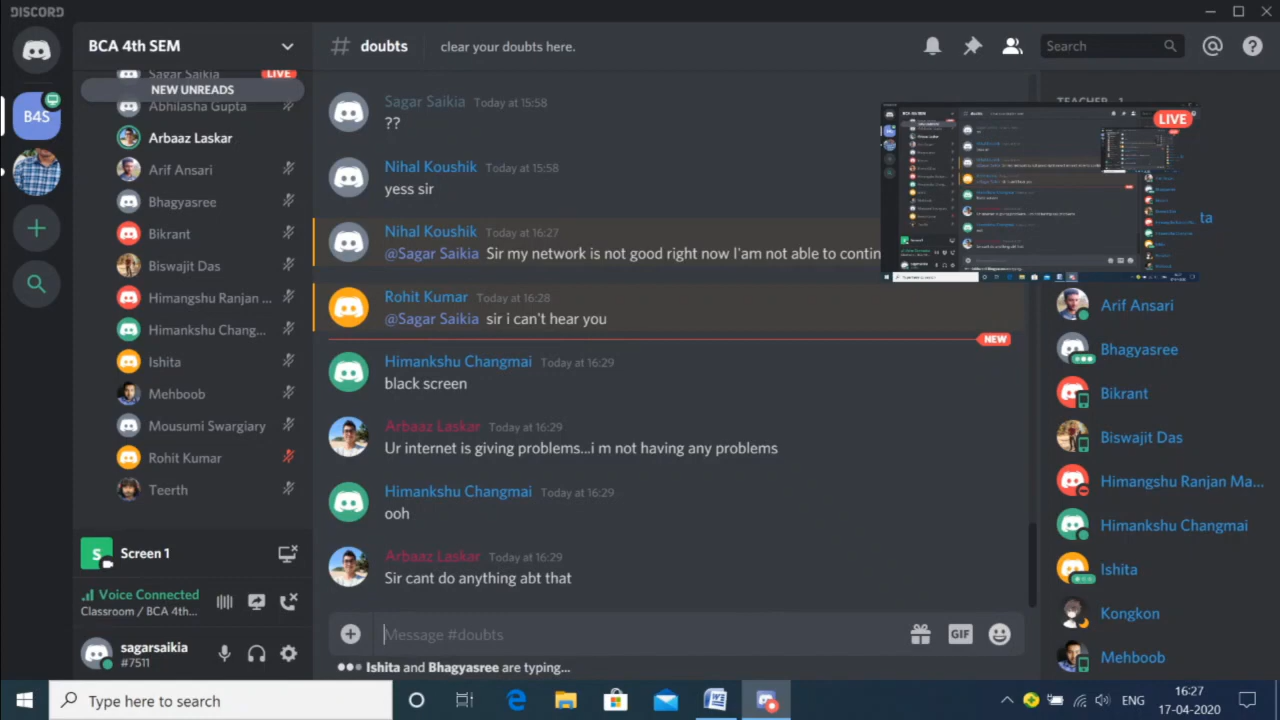 DISCORD
BCA 4th SEM
# doubts
clear your doubts here.
Search
Sagar Saikia
LIVE
NEW UNREADS
Abhilasha Gupta
B4S
Arbaaz Laskar
Arif Ansari
Bhagyasree
Bikrant
Biswajit Das
Himangshu Ranjan ...
Himankshu Chang...
Ishita
Mehboob
Mousumi Swargiary
Rohit Kumar
Teerth
S
Screen 1
Voice Connected
Classroom / BCA 4th...
sagarsaikia
#7511
Sagar Saikia Today at 15:58
??
Nihal Koushik Today at 15:58
yess sir
Nihal Koushik Today at 16:27
@Sagar Saikia Sir my network is not good right now I'am not able to contin
Rohit Kumar Today at 16:28
@Sagar Saikia sir i can't hear you
NEW
Himankshu Changmai Today at 16:29
black screen
Arbaaz Laskar Today at 16:29
Ur internet is giving problems...i m not having any problems
Himankshu Changmai Today at 16:29
ooh
Arbaaz Laskar Today at 16:29
Sir cant do anything abt that
Message #doubts
GIF
Ishita and Bhagyasree are typing...
TEACHER - 1
LIVE
ta
Arif Ansari
Bhagyasree
Bikrant
Biswajit Das
Himangshu Ranjan Ma...
Himankshu Changmai
Ishita
Kongkon
Mehboob
Type here to search
ENG
16:27
17-04-2020